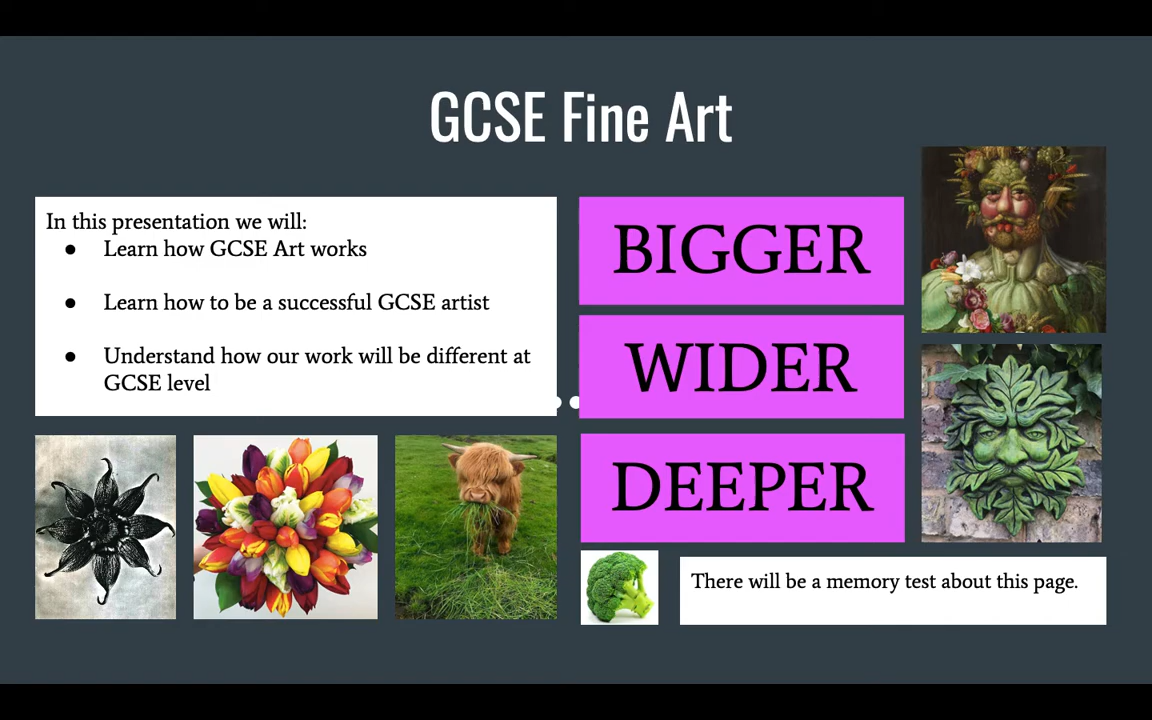 GCSE Fine Art
In this presentation we will:
● Learn how GCSE Art works
● Learn how to be a successful GCSE artist
● Understand how our work will be different at
GCSE level
BIGGER
WIDER
DEEPER
There will be a memory test about this page.